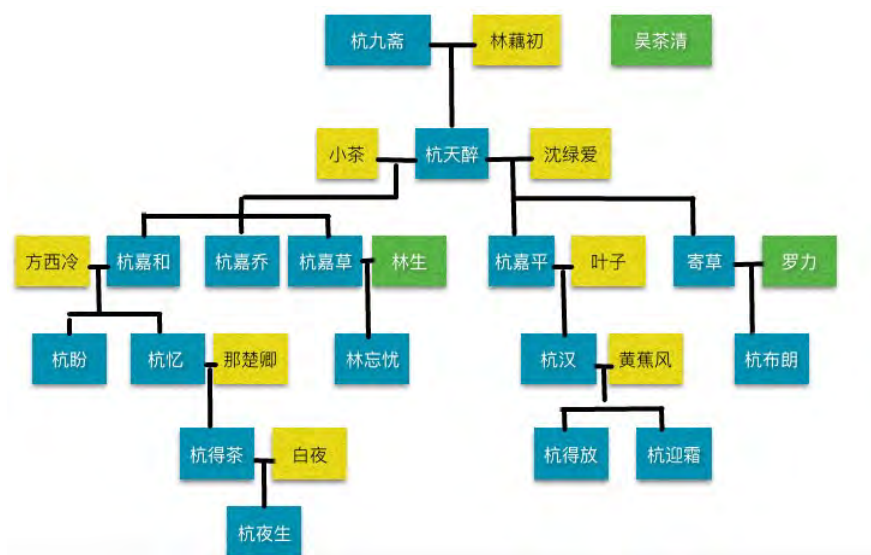 杭九斋
林藕初
吴茶清
小茶
杭天醉
沈绿爱
方西冷
杭嘉和
杭嘉乔
杭嘉草
林生
杭嘉平
叶子
寄草
罗力
杭盼
杭忆
那楚卿
林忘忧
杭汉
黄蕉风
杭布朗
杭得茶
白夜
杭得放
杭迎霜
杭夜生